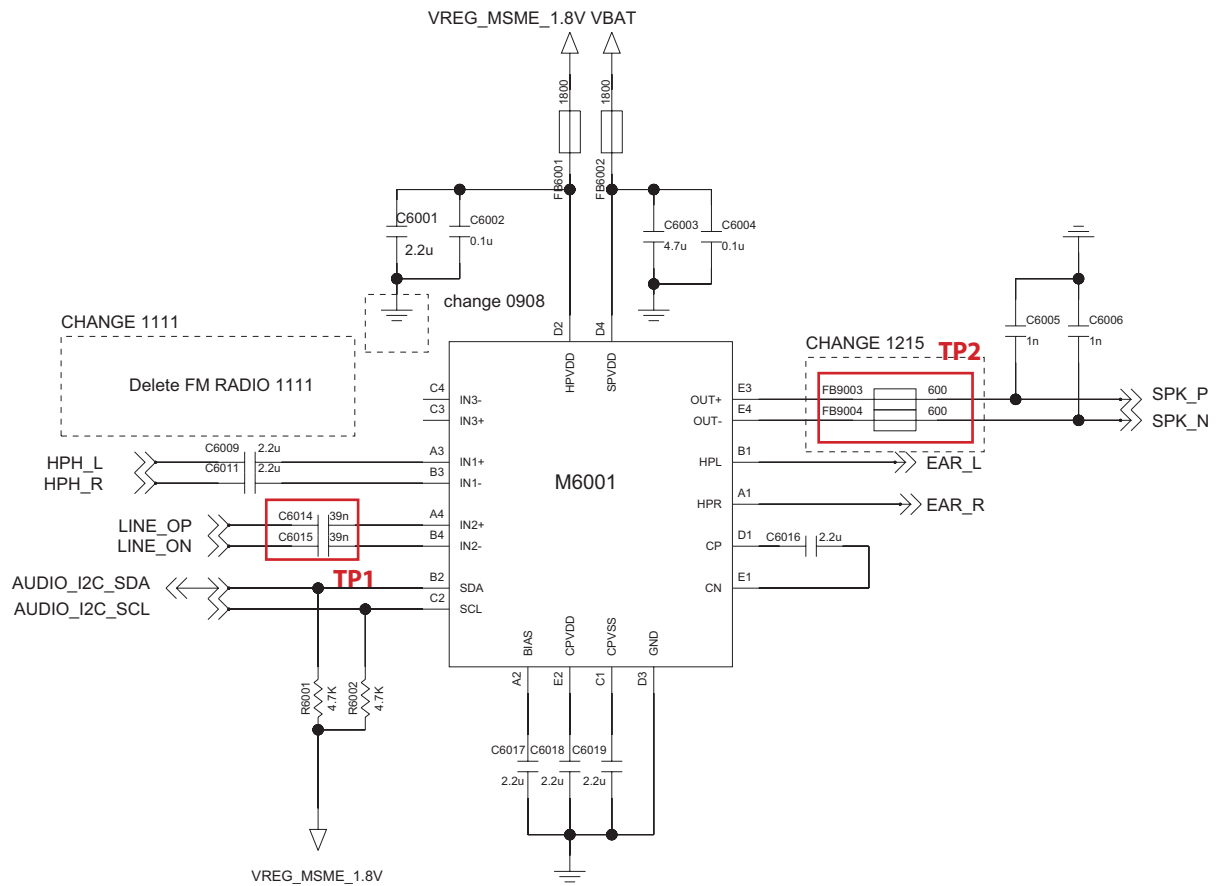 VREG_MSME_1.8V VBAT
1800
1800
FB6001
FB6002
C6001
2.2u
C6002
0.1u
C6003
4.7u
C6004
0.1u
change 0908
CHANGE 1111
Delete FM RADIO 1111
CHANGE 1215
TP2
C6005
1n
C6006
1n
D2
D4
HPVDD
SPVDD
C4
IN3-
C3
IN3+
E3
OUT+
FB9003
600
SPK_P
E4
OUT-
FB9004
600
SPK_N
HPH_L
C6009
2.2u
A3
IN1+
HPH_R
C6011
2.2u
B3
IN1-
M6001
HPL
B1
EAR_L
HPR
A1
EAR_R
LINE_OP
C6014
39n
A4
IN2+
LINE_ON
C6015
39n
B4
IN2-
TP1
CP
D1
C6016
2.2u
CN
E1
AUDIO_I2C_SDA
B2
SDA
AUDIO_I2C_SCL
C2
SCL
BIAS
CPVDD
CPVSS
GND
A2
E2
C1
D3
R6001
4.7K
R6002
4.7K
C6017
2.2u
C6018
2.2u
C6019
2.2u
VREG_MSME_1.8V